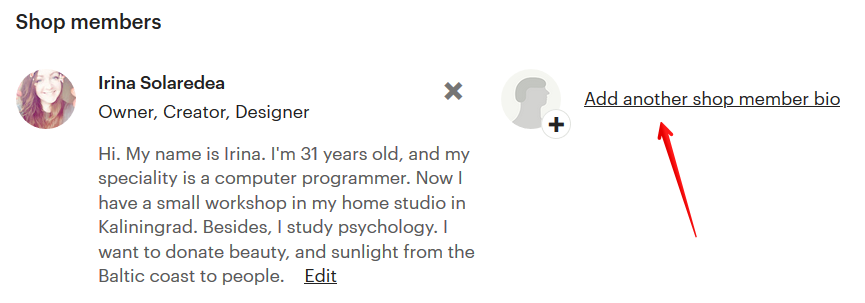 Shop members
Irina Solaredea
Owner, Creator, Designer
Hi. My name is Irina. I'm 31 years old, and my
speciality is a computer programmer. Now I
have a small workshop in my home studio in
Kaliningrad. Besides, I study psychology. I
want to donate beauty, and sunlight from the
Baltic coast to people. Edit
Add another shop member bio